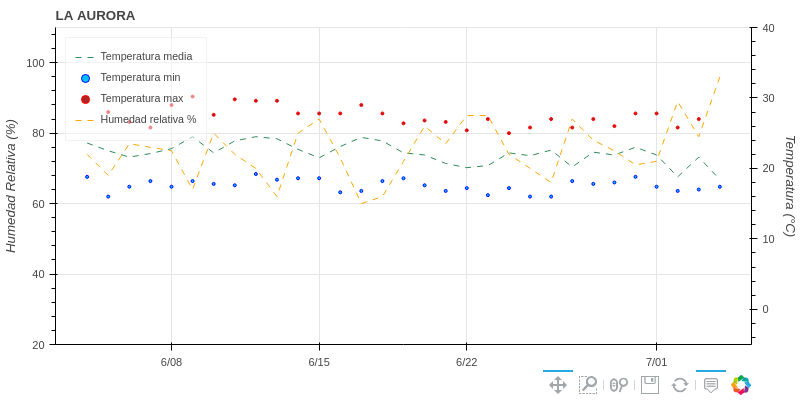 LA AURORA
Temperatura media
Temperatura min
Temperatura max
Humedad relativa %
Humedad Relativa (%)
100
80
60
40
20
Temperatura (°C)
40
30
20
10
0
6/08
6/15
6/22
7/01